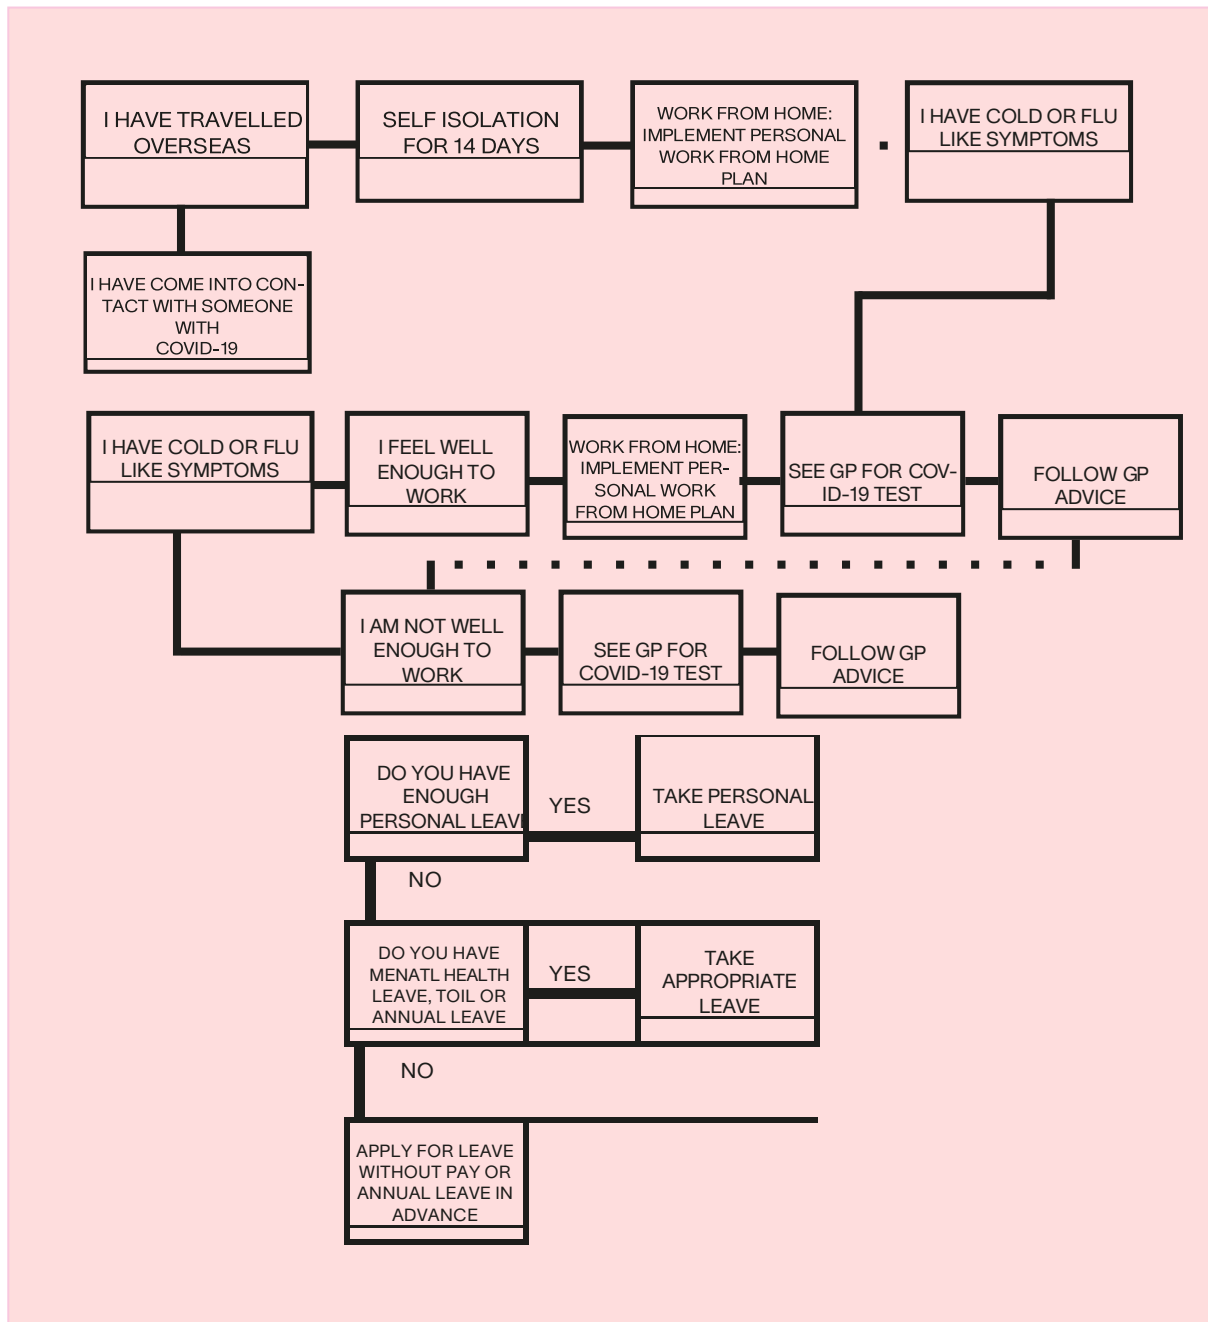 I HAVE TRAVELLED
OVERSEAS
SELF ISOLATION
FOR 14 DAYS
WORK FROM HOME:
IMPLEMENT PERSONAL
WORK FROM HOME
PLAN
I HAVE COLD OR FLU
LIKE SYMPTOMS
I HAVE COME INTO CON-
TACT WITH SOMEONE
WITH
COVID-19
I HAVE COLD OR FLU
LIKE SYMPTOMS
I FEEL WELL
ENOUGH TO
WORK
WORK FROM HOME:
IMPLEMENT PER-
SONAL WORK
FROM HOME PLAN
SEE GP FOR COV-
ID-19 TEST
FOLLOW GP
ADVICE
I AM NOT WELL
ENOUGH TO
WORK
SEE GP FOR
COVID-19 TEST
FOLLOW GP
ADVICE
DO YOU HAVE
ENOUGH
PERSONAL LEAVE
YES
TAKE PERSONAL
LEAVE
NO
DO YOU HAVE
MENATL HEALTH
LEAVE, TOIL OR
ANNUAL LEAVE
YES
TAKE
APPROPRIATE
LEAVE
NO
APPLY FOR LEAVE
WITHOUT PAY OR
ANNUAL LEAVE IN
ADVANCE